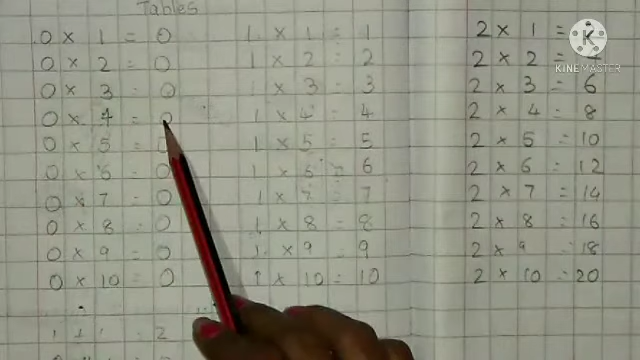 Tables
0 × 1 = 0
0 × 2 = 0
0 × 3 = 0
0 × 4 = 0
0 × 5 = 0
0 × 6 = 0
0 × 7 = 0
0 × 8 = 0
0 × 9 = 0
0 × 10 = 0
1 × 1 = 1
1 × 2 = 2
1 × 3 = 3
1 × 4 = 4
1 × 5 = 5
1 × 6 = 6
1 × 7 = 7
1 × 8 = 8
1 × 9 = 9
1 × 10 = 10
2 × 1 =
2 × 2 =
2 × 3 = 6
2 × 4 = 8
2 × 5 = 10
2 × 6 = 12
2 × 7 = 14
2 × 8 = 16
2 × 9 = 18
2 × 10 = 20
KINEMASTER